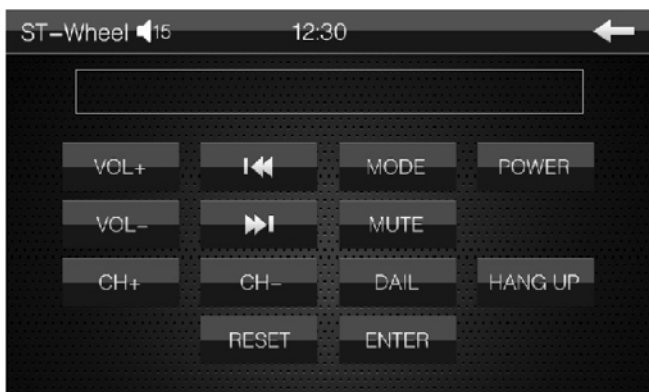 ST-Wheel 15 12:30
VOL+ MODE POWER
VOL- MUTE
CH+ CH- DAIL HANG UP
RESET ENTER